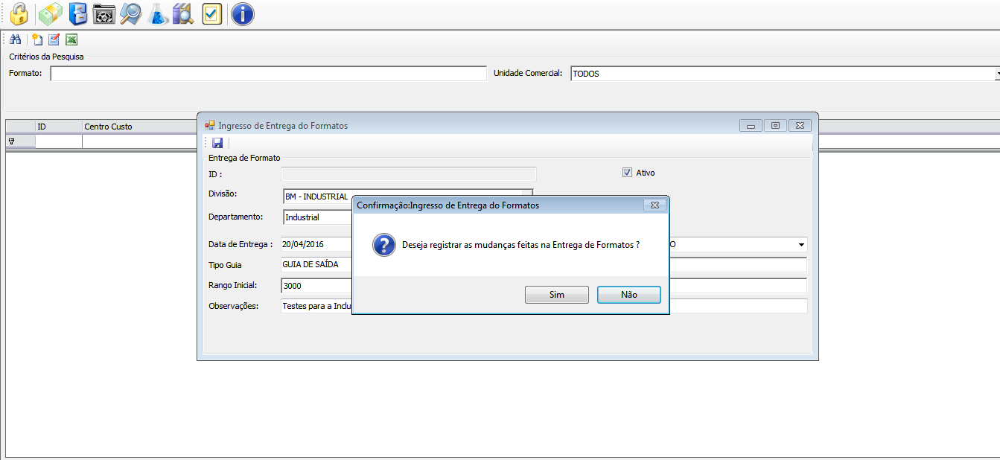 Critérios da Pesquisa
Formato:
Unidade Comercial: TODOS
ID Centro Custo
Ingresso de Entrega do Formatos
Entrega de Formato
ID :
Ativo
Divisão: BM - INDUSTRIAL
Departamento: Industrial
Data de Entrega : 20/04/2016
Tipo Guia GUIA DE SAÍDA
Rango Inicial: 3000
Observações: Testes para a
Confirmação:Ingresso de Entrega do Formatos
Deseja registrar as mudanças feitas na Entrega de Formatos ?
Sim Não